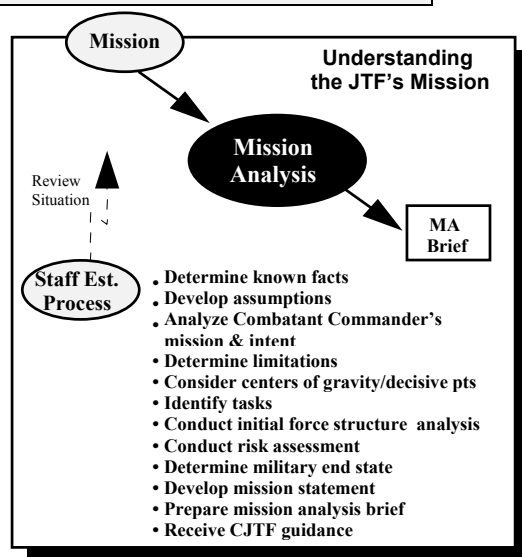 Mission
Understanding
the JTF's Mission
Mission
Analysis
Review
Situation
MA
Brief
Staff Est.
Process
• Determine known facts
• Develop assumptions
• Analyze Combatant Commander's
mission & intent
• Determine limitations
• Consider centers of gravity/decisive pts
• Identify tasks
• Conduct initial force structure analysis
• Conduct risk assessment
• Determine military end state
• Develop mission statement
• Prepare mission analysis brief
• Receive CJTF guidance